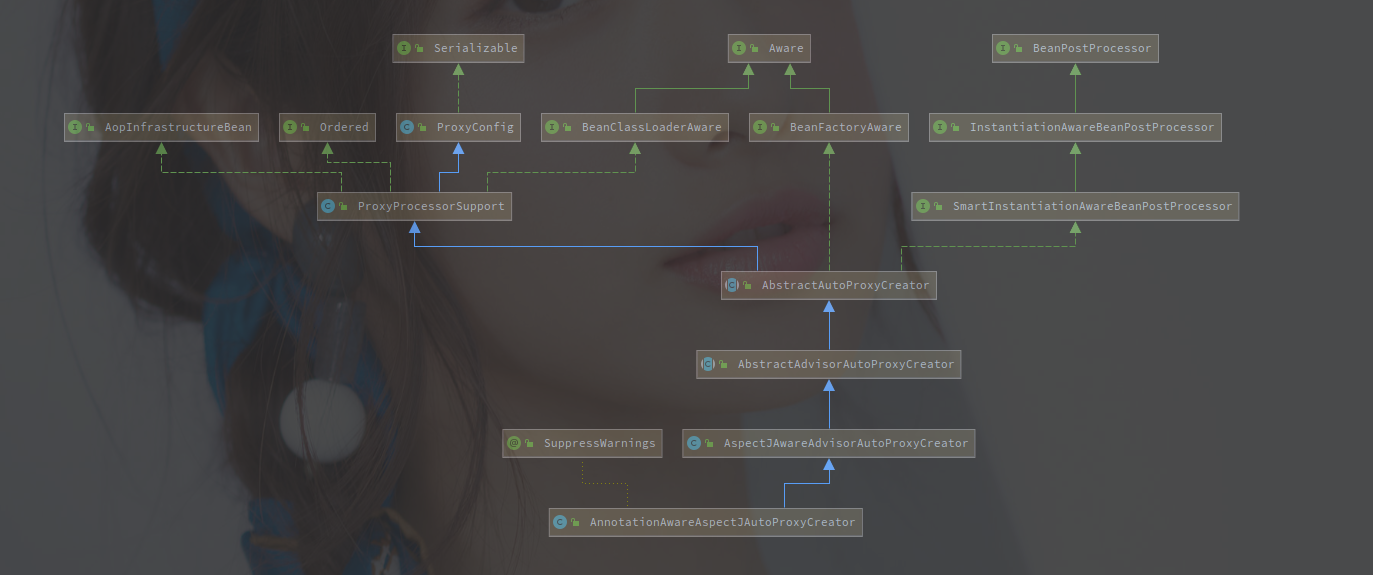 Serializable
Aware
BeanPostProcessor
AopInfrastructureBean
Ordered
ProxyConfig
BeanClassLoaderAware
BeanFactoryAware
InstantiationAwareBeanPostProcessor
ProxyProcessorSupport
SmartInstantiationAwareBeanPostProcessor
AbstractAutoProxyCreator
AbstractAdvisorAutoProxyCreator
SuppressWarnings
AspectJAwareAdvisorAutoProxyCreator
AnnotationAwareAspectJAutoProxyCreator